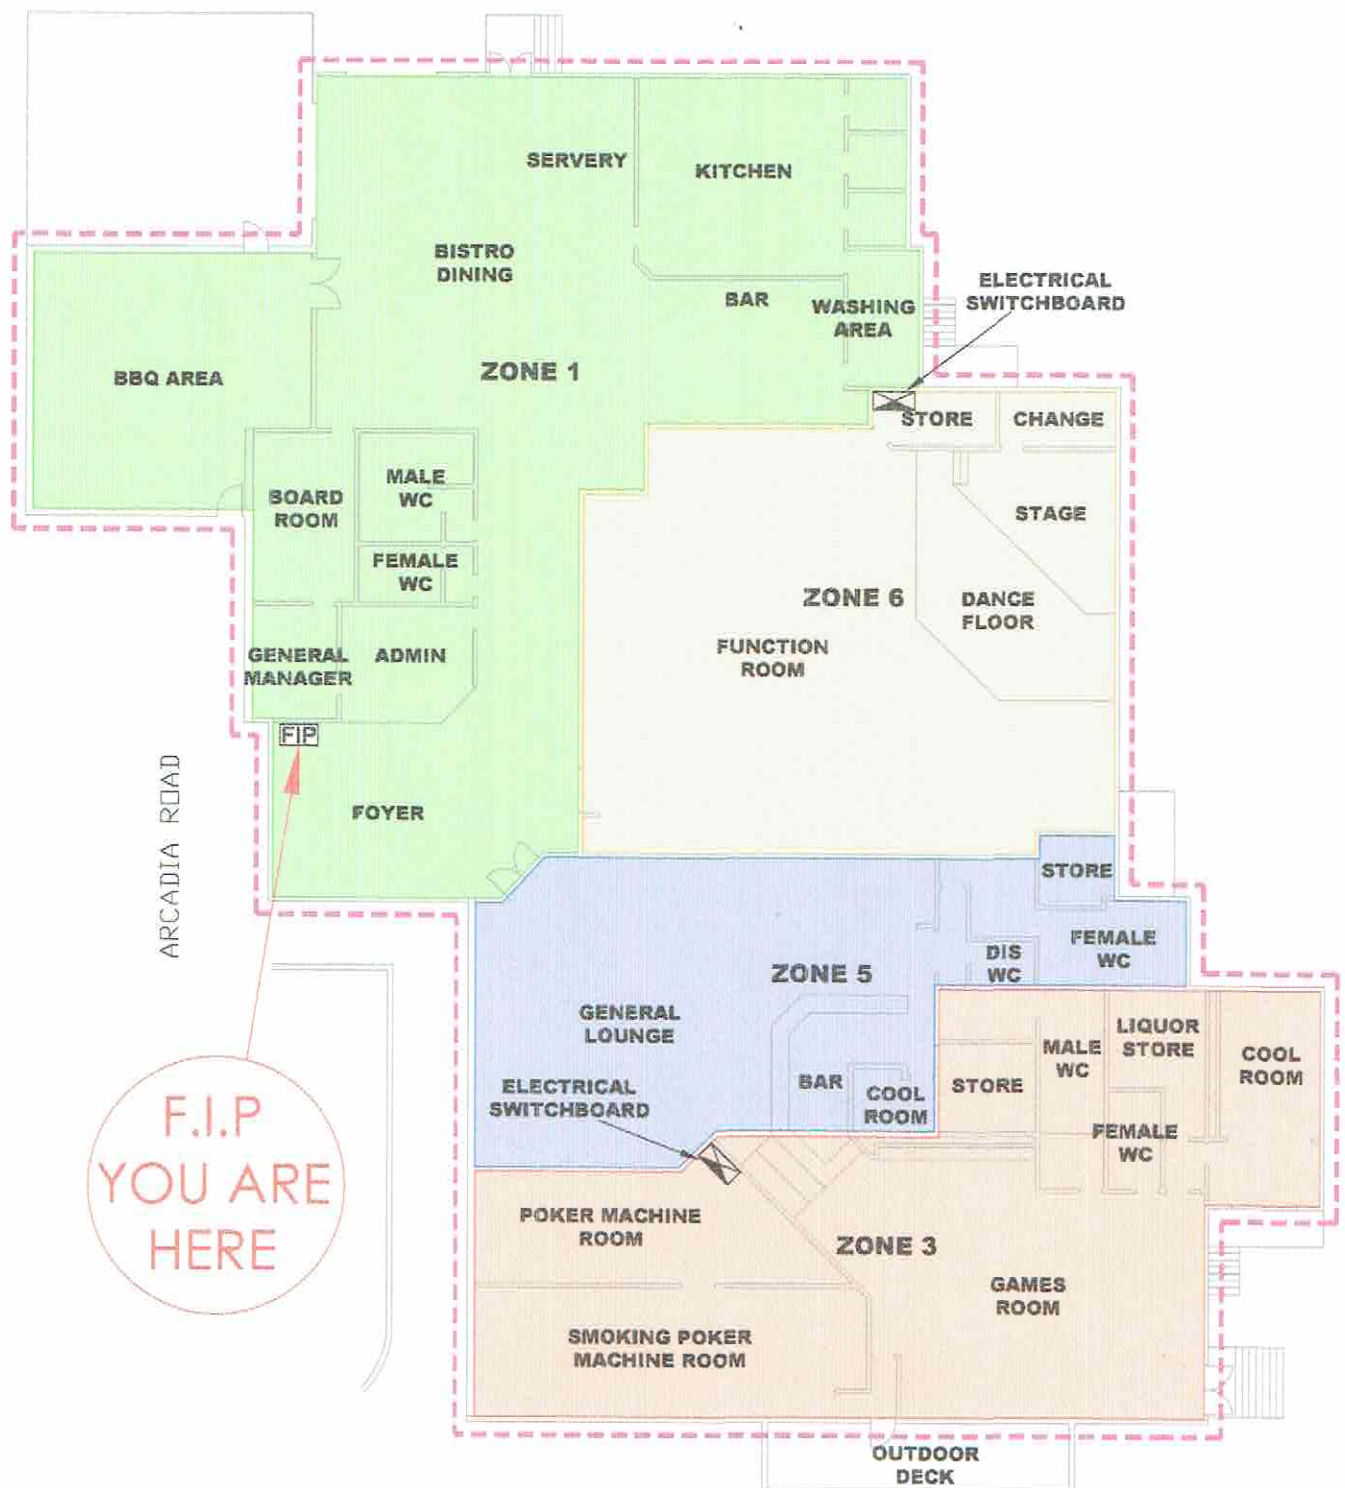 SERVERY
KITCHEN
BISTRO
DINING
BAR
WASHING
AREA
ELECTRICAL
SWITCHBOARD
BBQ AREA
ZONE 1
STORE
CHANGE
MALE
WC
BOARD
ROOM
STAGE
FEMALE
WC
ZONE 6
DANCE
FLOOR
FUNCTION
ROOM
GENERAL
MANAGER
ADMIN
FIP
FOYER
ARCADIA ROAD
STORE
FEMALE
WC
DIS
WC
ZONE 5
GENERAL
LOUNGE
LIQUOR
STORE
MALE
WC
COOL
ROOM
STORE
BAR
COOL
ROOM
ELECTRICAL
SWITCHBOARD
FEMALE
WC
F.I.P
YOU ARE
HERE
POKER MACHINE
ROOM
ZONE 3
GAMES
ROOM
SMOKING POKER
MACHINE ROOM
OUTDOOR
DECK